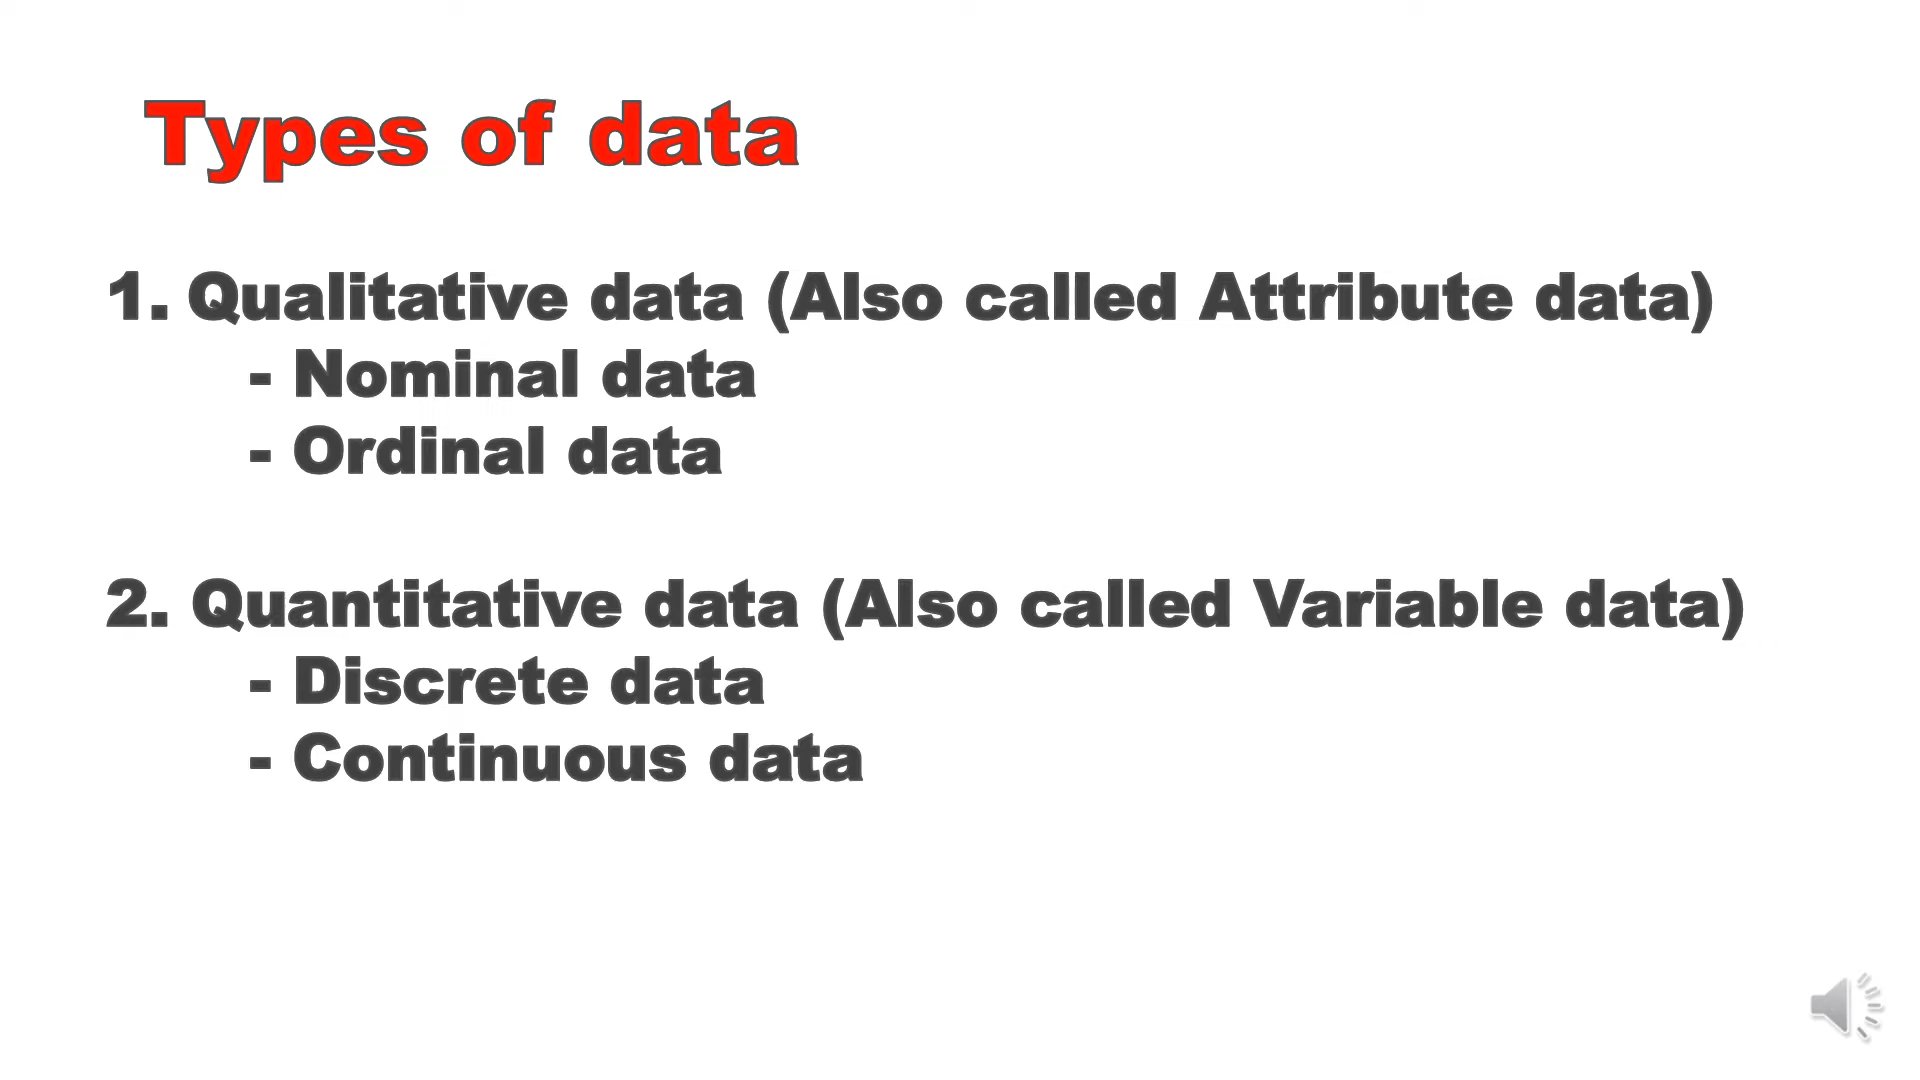 Types of data
1. Qualitative data (Also called Attribute data)
- Nominal data
- Ordinal data
2. Quantitative data (Also called Variable data)
- Discrete data
- Continuous data